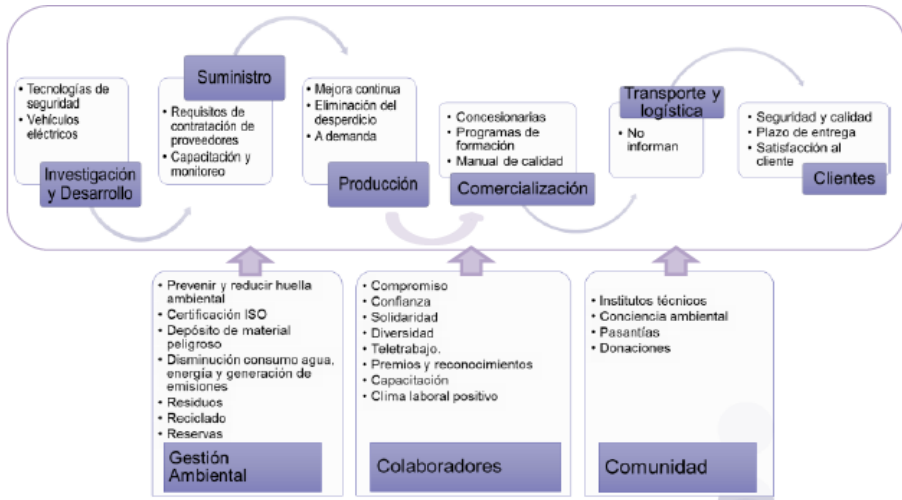 • Tecnologías de
seguridad
• Vehículos
eléctricos
Investigación
y Desarrollo
Suministro
• Requisitos de
contratación de
proveedores
• Capacitación y
monitoreo
• Mejora continua
• Eliminación del
desperdicio
• A demanda
Producción
• Concesionarias
• Programas de
formación
• Manual de calidad
Comercialización
Transporte y
logística
• No
informan
• Seguridad y calidad
• Plazo de entrega
• Satisfacción al
cliente
Clientes
• Prevenir y reducir huella
ambiental
• Certificación ISO
• Depósito de material
peligroso
• Disminución consumo agua,
energía y generación de
emisiones
• Residuos
• Reciclado
• Reservas
Gestión
Ambiental
• Compromiso
• Confianza
• Solidaridad
• Diversidad
• Teletrabajo.
• Premios y reconocimientos
• Capacitación
• Clima laboral positivo
Colaboradores
• Institutos técnicos
• Conciencia ambiental
• Pasantías
• Donaciones
Comunidad